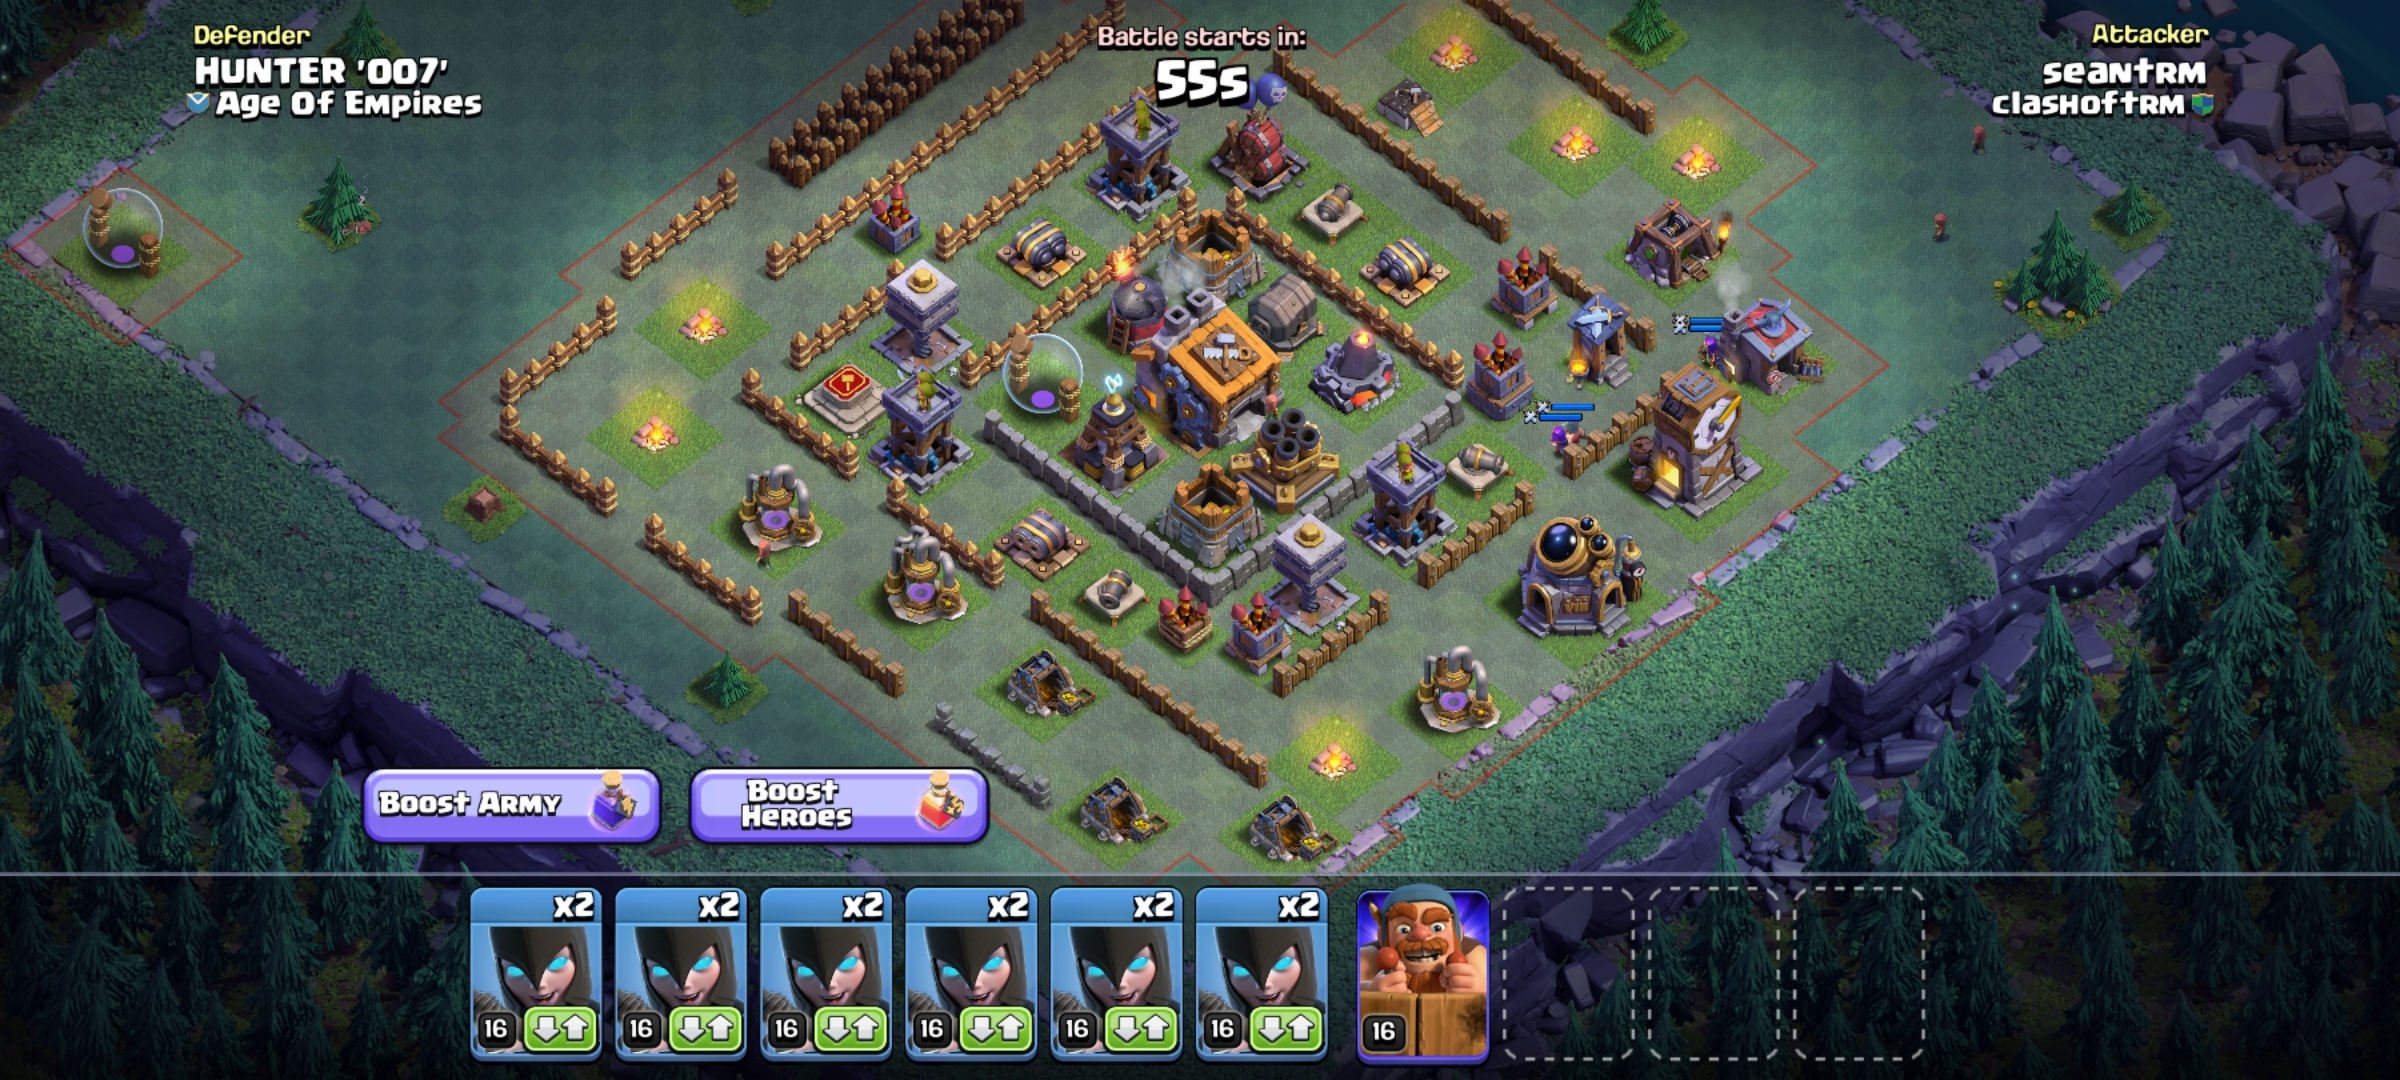 Defender
HUNTER '007'
Age Of Empires
Battle starts in:
55s
Attacker
seantRM
clashoftRM
Boost Army
Boost
Heroes
x2
x2
x2
x2
x2
x2
16
16
16
16
16
16
16